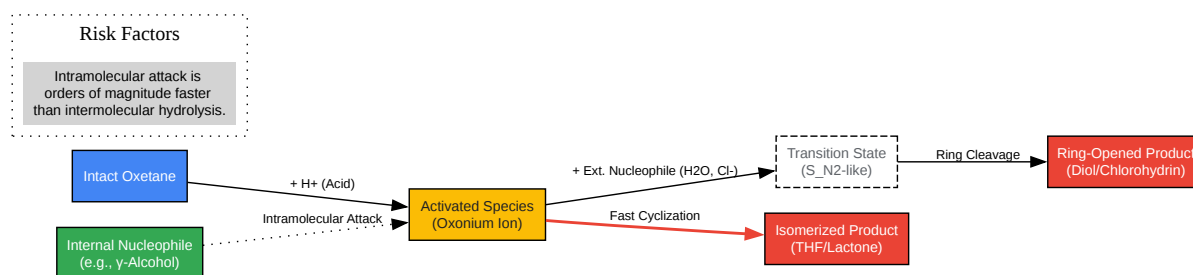 Risk Factors
Intramolecular attack is
orders of magnitude faster
than intermolecular hydrolysis.
Intact Oxetane
+ H+ (Acid)
Internal Nucleophile
(e.g., γ-Alcohol)
Intramolecular Attack
Activated Species
(Oxonium Ion)
+ Ext. Nucleophile (H2O, Cl-)
Fast Cyclization
Transition State
(S_N2-like)
Ring Cleavage
Ring-Opened Product
(Diol/Chlorohydrin)
Isomerized Product
(THF/Lactone)